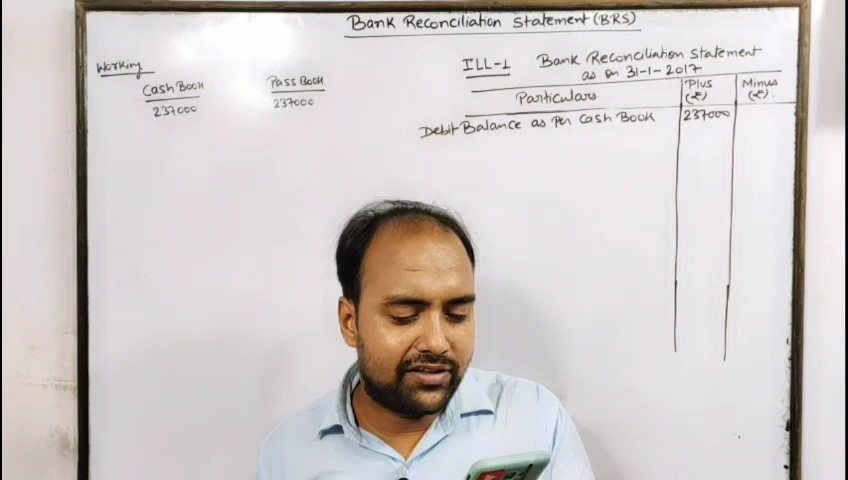 Bank Reconciliation Statement (BRS)
Working
Cash Book Pass Book
237000 237000
ILL-1 Bank Reconciliation Statement
as on 31-1-2017
Particulars Plus (₹) Minus (₹).
Debit Balance as Per Cash Book 237000